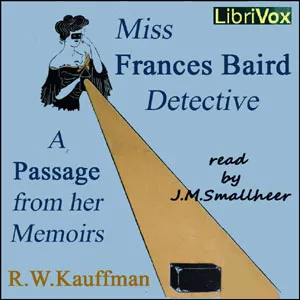 LibriVox
Miss
Frances Baird
Detective
A
Passage
from her
Memoirs
read
by
J.M.Smallheer
R.W.Kauffman